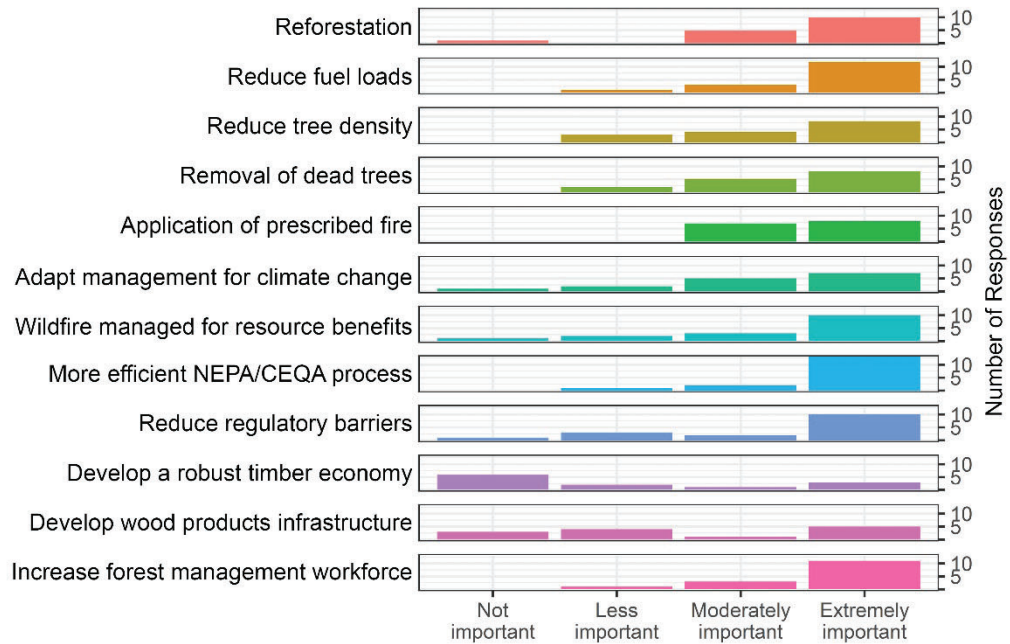 Reforestation
10
5
Reduce fuel loads
10
5
Reduce tree density
10
5
Removal of dead trees
10
5
Application of prescribed fire
10
5
Adapt management for climate change
10
5
Wildfire managed for resource benefits
10
5
More efficient NEPA/CEQA process
10
5
Reduce regulatory barriers
10
5
Develop a robust timber economy
10
5
Develop wood products infrastructure
10
5
Increase forest management workforce
10
5
Number of Responses
Not
important
Less
important
Moderately
important
Extremely
important